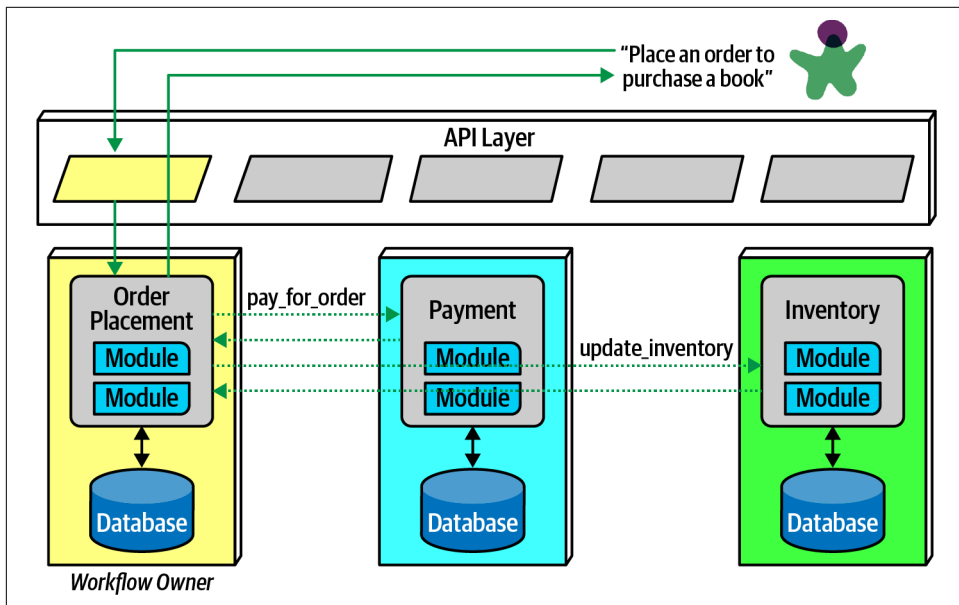 “Place an order to
purchase a book”
API Layer
Order
Placement
Module
Module
Database
Workflow Owner
pay_for_order
Payment
Module
Module
Database
update_inventory
Inventory
Module
Module
Database